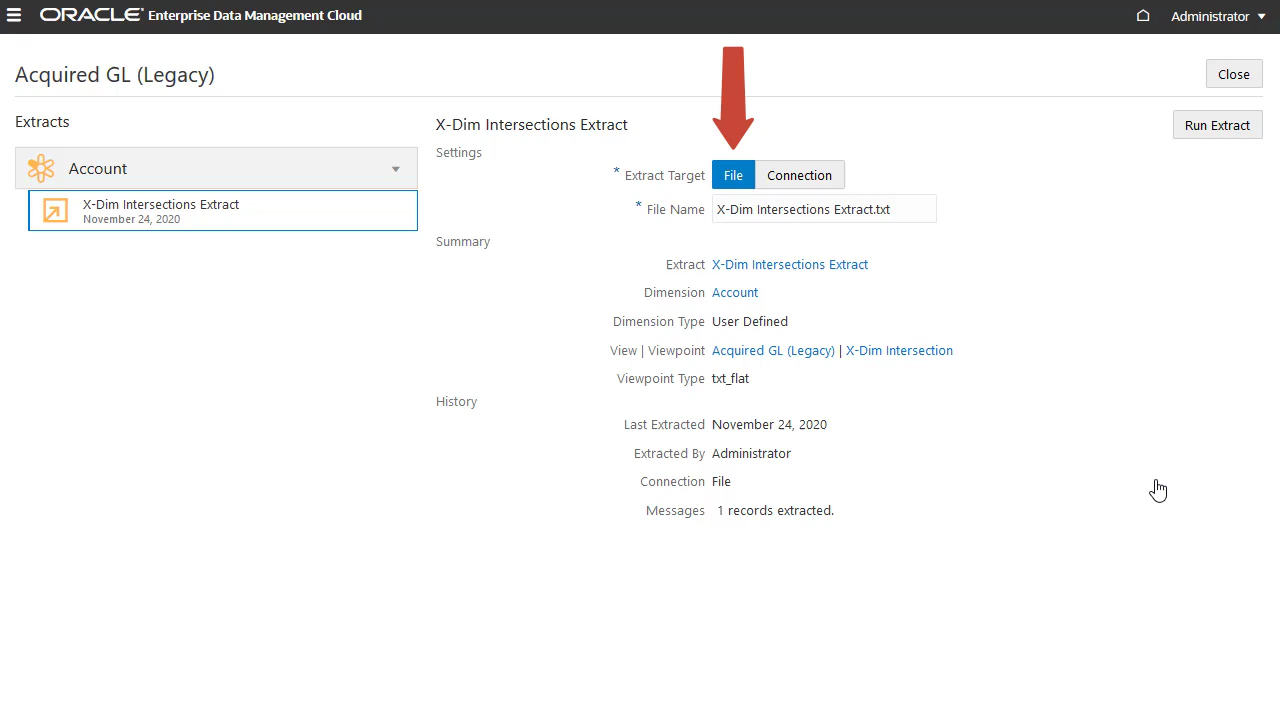 ORACLE Enterprise Data Management Cloud
Administrator
Acquired GL (Legacy)
Close
Extracts
Account
X-Dim Intersections Extract
November 24, 2020
X-Dim Intersections Extract
Run Extract
Settings
* Extract Target File Connection
* File Name X-Dim Intersections Extract.txt
Summary
Extract X-Dim Intersections Extract
Dimension Account
Dimension Type User Defined
View | Viewpoint Acquired GL (Legacy) | X-Dim Intersection
Viewpoint Type txt_flat
History
Last Extracted November 24, 2020
Extracted By Administrator
Connection File
Messages 1 records extracted.